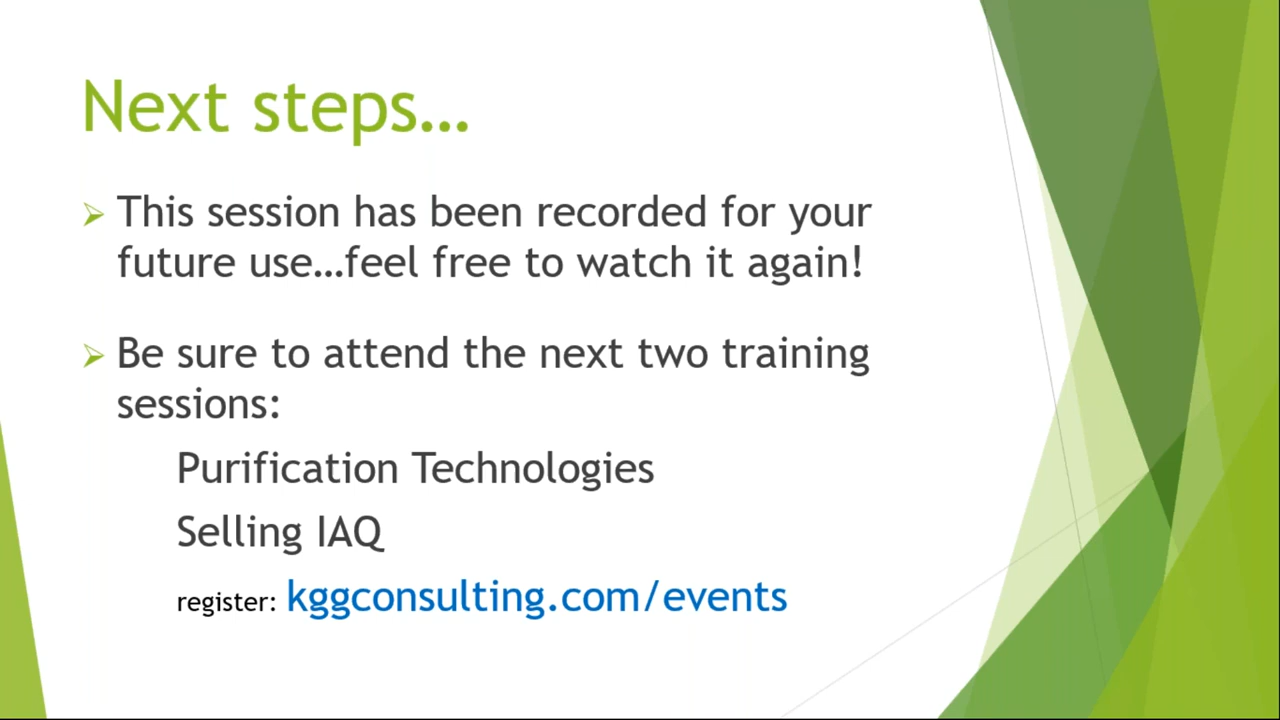 Next steps…
This session has been recorded for your
future use…feel free to watch it again!
Be sure to attend the next two training
sessions:
Purification Technologies
Selling IAQ
register: kggconsulting.com/events